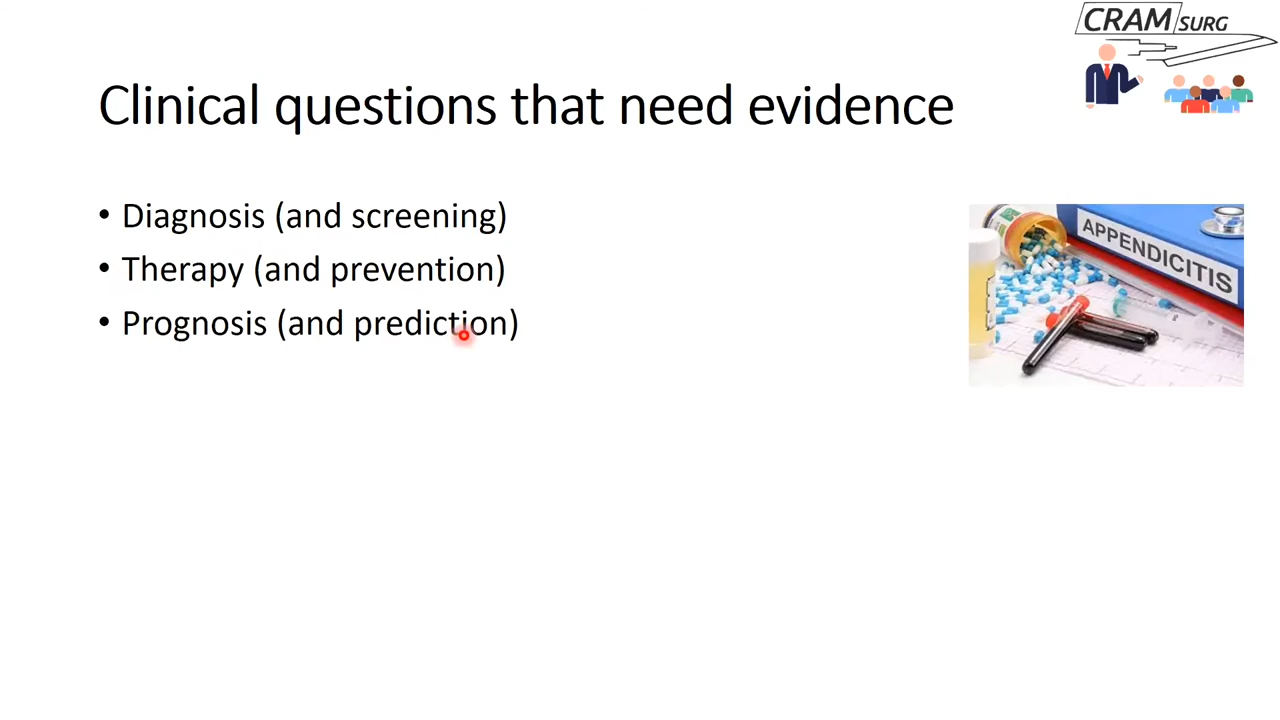 CRAM SURG
Clinical questions that need evidence
• Diagnosis (and screening)
• Therapy (and prevention)
• Prognosis (and prediction)
APPENDICITIS